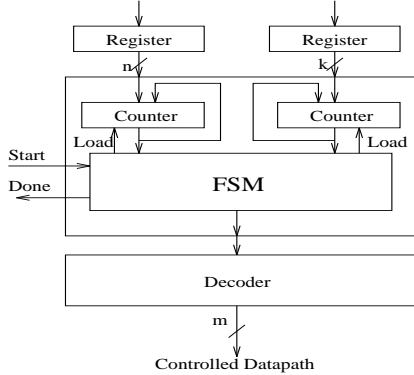 Register Register
n k
Counter Counter
Load Load
Start
FSM
Done
Decoder
m
Controlled Datapath